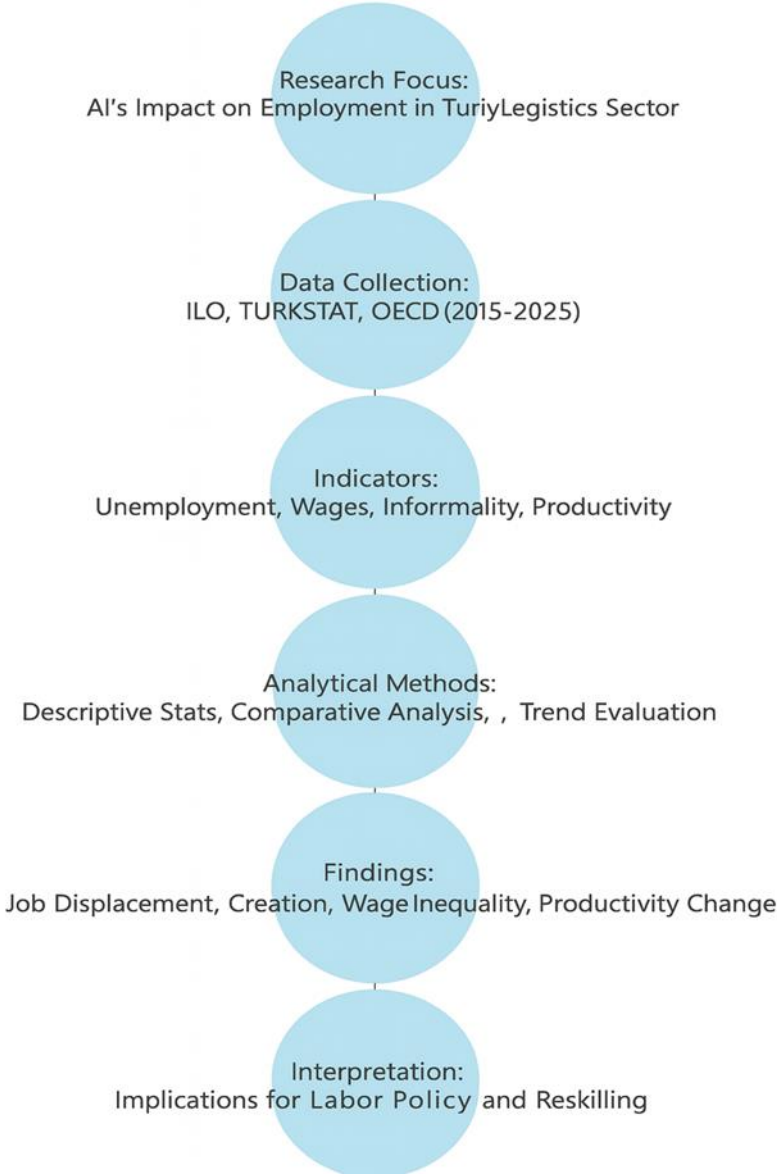 Research Focus:
AI's Impact on Employment in TuriyLegistics Sector
Data Collection:
ILO, TURKSTAT, OECD (2015-2025)
Indicators:
Unemployment, Wages, Inforrmality, Productivity
Analytical Methods:
Descriptive Stats, Comparative Analysis, , Trend Evaluation
Findings:
Job Displacement, Creation, Wage Inequality, Productivity Change
Interpretation:
Implications for Labor Policy and Reskilling